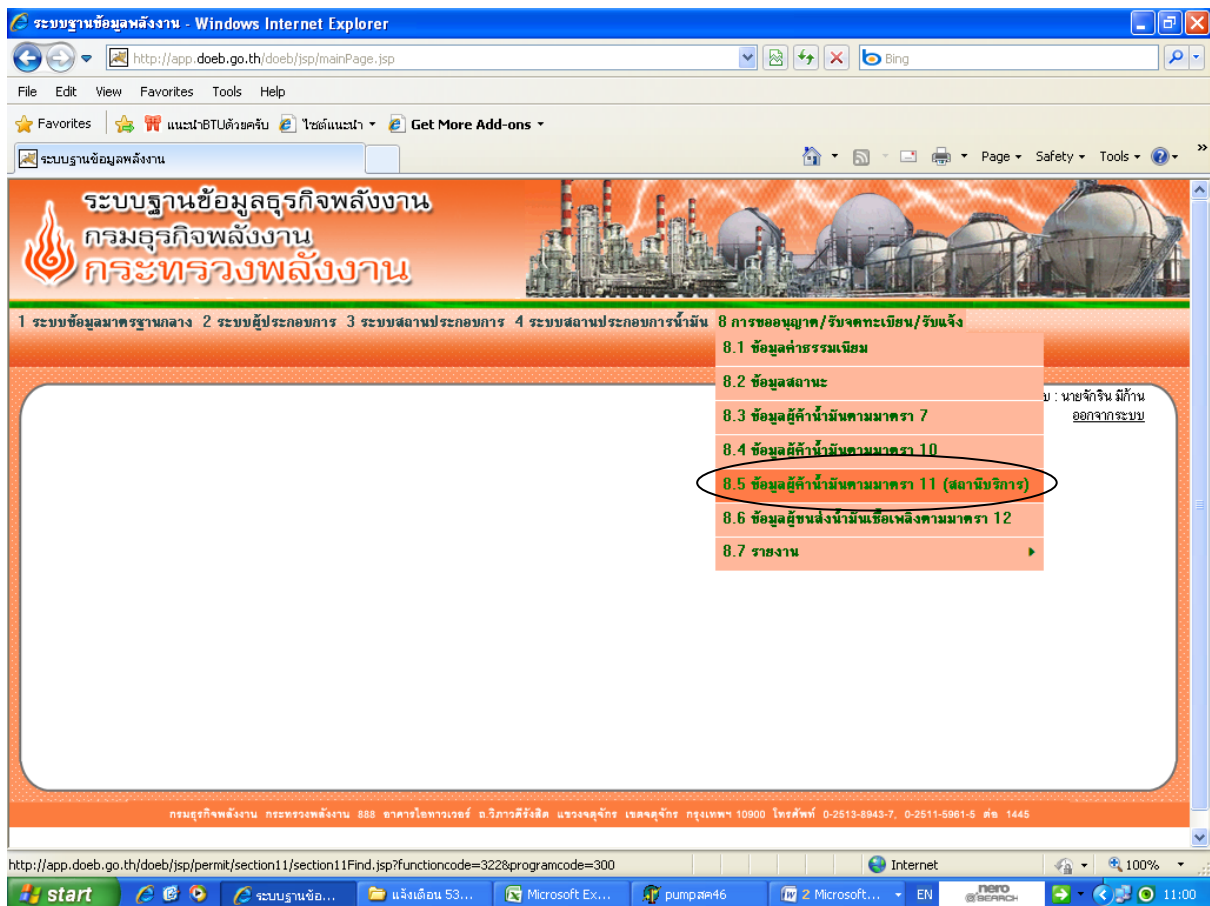 ระบบฐานข้อมูลพลังงาน - Windows Internet Explorer
http://app.doeb.go.th/doeb/jsp/mainPage.jsp
Bing
File Edit View Favorites Tools Help
Favorites แนะนำBTUด้วยครับ ไซต์แนะนำ Get More Add-ons
ระบบฐานข้อมูลพลังงาน
Page Safety Tools
ระบบฐานข้อมูลธุรกิจพลังงาน
กรมธุรกิจพลังงาน
กระทรวงพลังงาน
1 ระบบข้อมูลมาตรฐานกลาง 2 ระบบผู้ประกอบการ 3 ระบบสถานประกอบการ 4 ระบบสถานประกอบการน้ำมัน 8 การขออนุญาต/รับจดทะเบียน/รับแจ้ง
8.1 ข้อมูลค่าธรรมเนียม
8.2 ข้อมูลสถานะ
บ : นายจักริน มีก้าน
8.3 ข้อมูลผู้ค้าน้ำมันตามมาตรา 7
ออกจากระบบ
8.4 ข้อมูลผู้ค้าน้ำมันตามมาตรา 10
8.5 ข้อมูลผู้ค้าน้ำมันตามมาตรา 11 (สถานีบริการ)
8.6 ข้อมูลผู้ขนส่งน้ำมันเชื้อเพลิงตามมาตรา 12
8.7 รายงาน
กรมธุรกิจพลังงาน กระทรวงพลังงาน 888 อาคารไอทาวเวอร์ ถ.วิภาวดีรังสิต แขวงจตุจักร เขตจตุจักร กรุงเทพฯ 10900 โทรศัพท์ 0-2513-8943-7, 0-2511-5961-5 ต่อ 1445
http://app.doeb.go.th/doeb/jsp/permit/section11/section11Find.jsp?functioncode=322&programcode=300
Internet
100%
start ระบบฐานข้อ... แจ้งเดือน 53... Microsoft Ex... pumpสค46 2 Microsoft... EN nero SEARCH 11:00